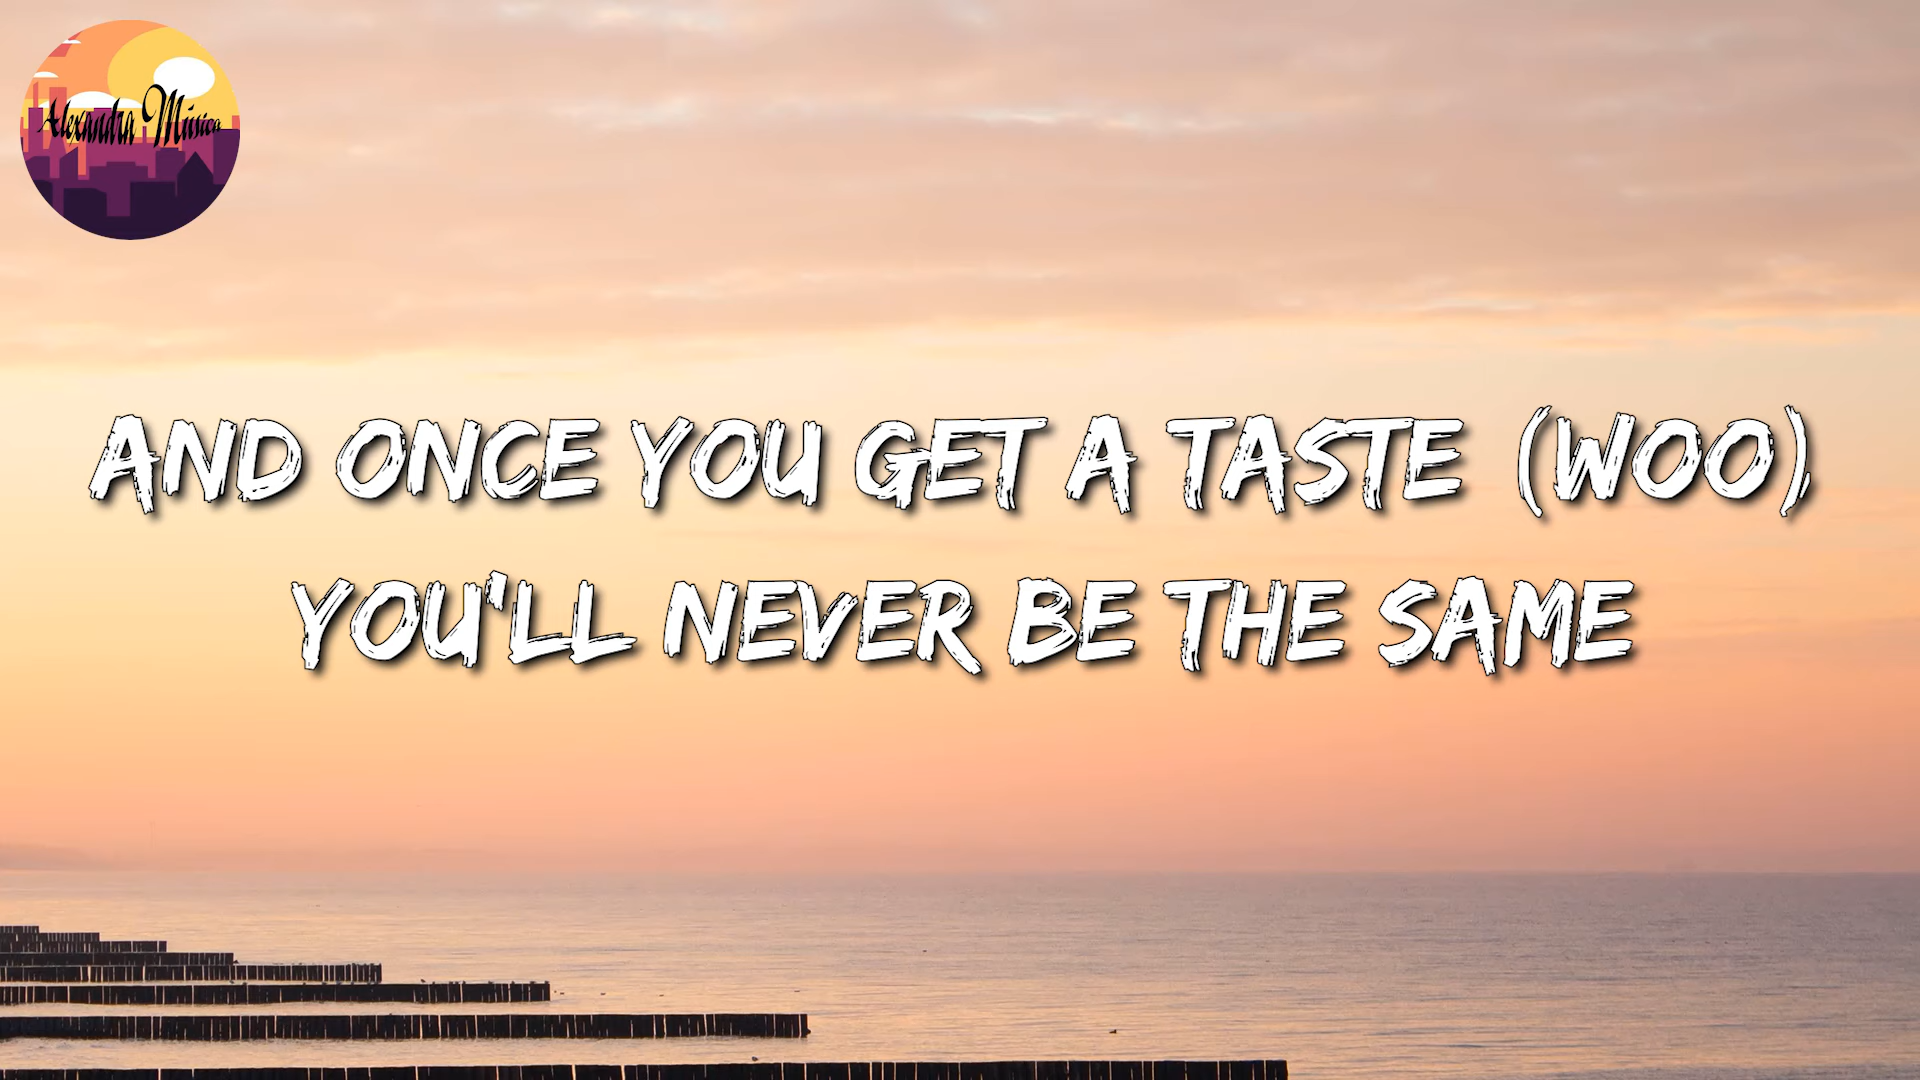 Alexandra Música
AND ONCE YOU GET A TASTE (WOO)
YOU'LL NEVER BE THE SAME